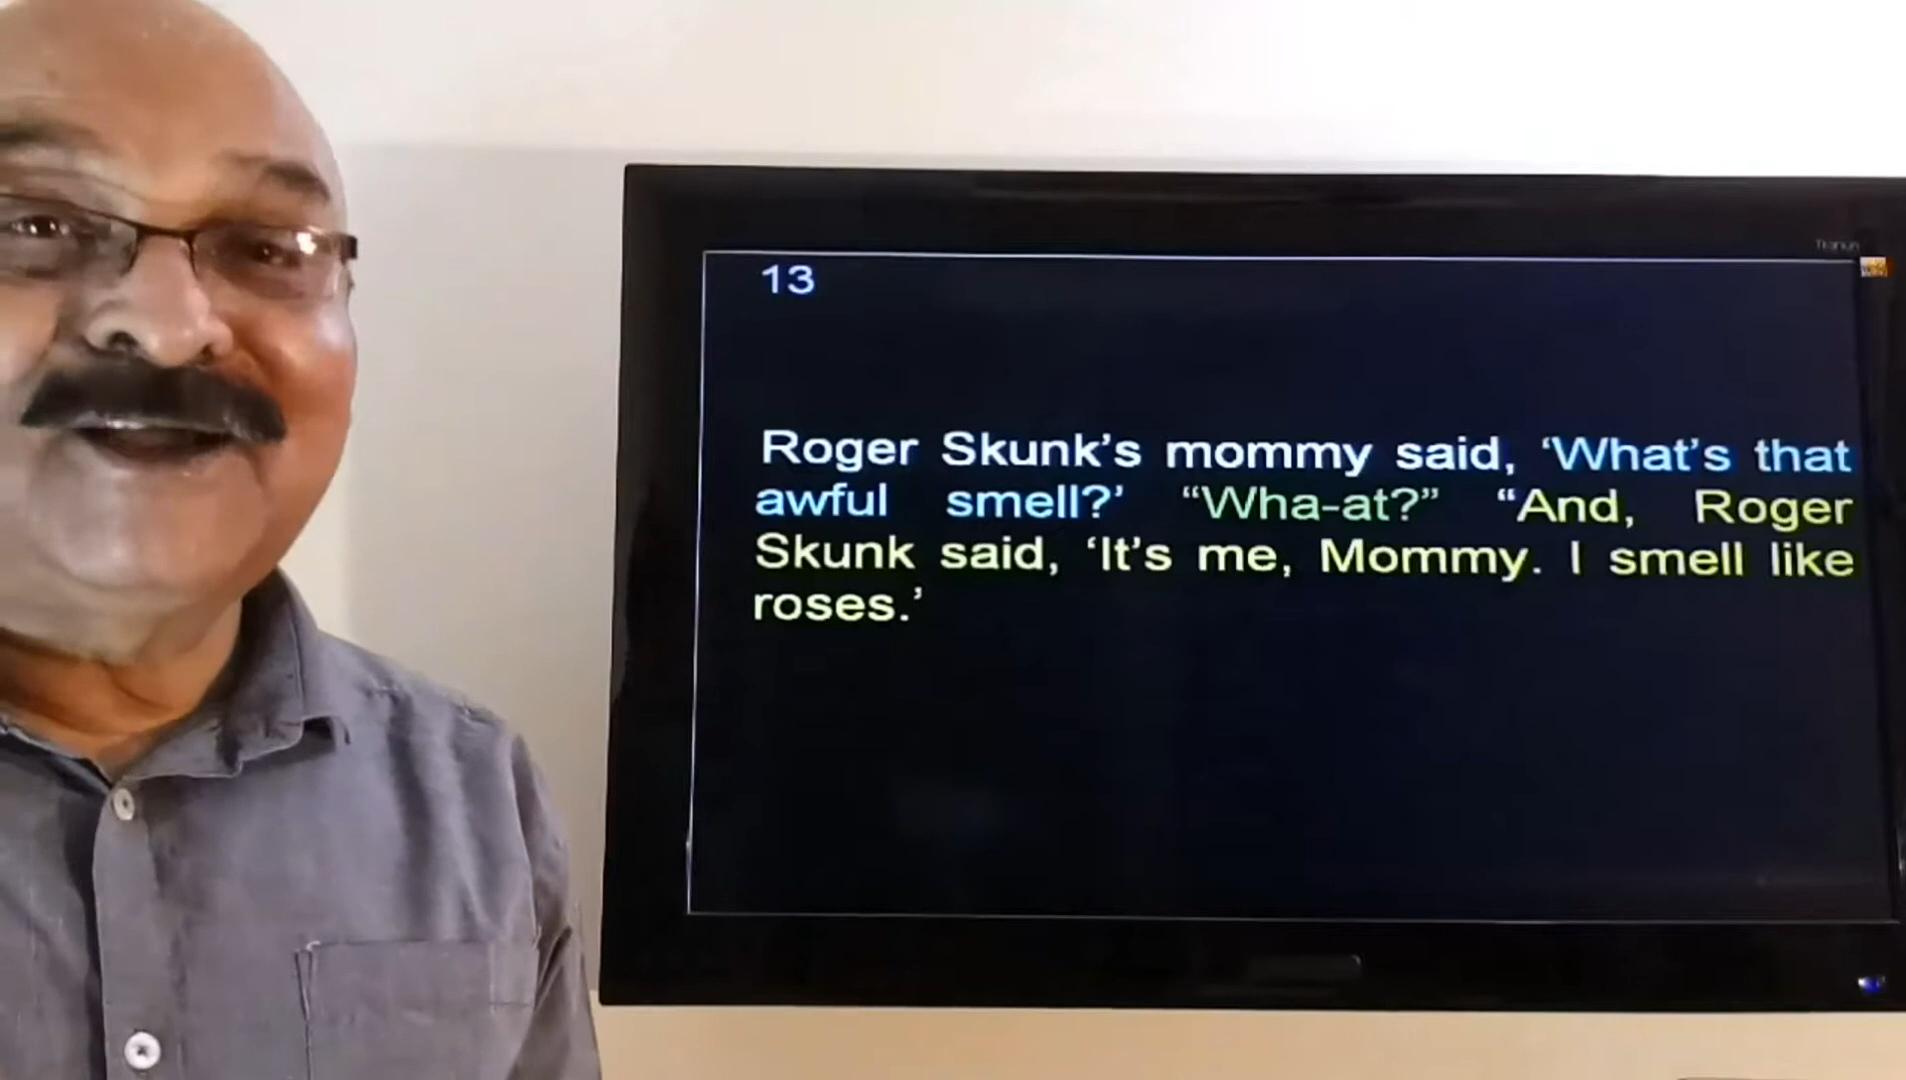 13
Roger Skunk’s mommy said, ‘What’s that
awful smell?’ “Wha-at?” “And, Roger
Skunk said, ‘It’s me, Mommy. I smell like
roses.’